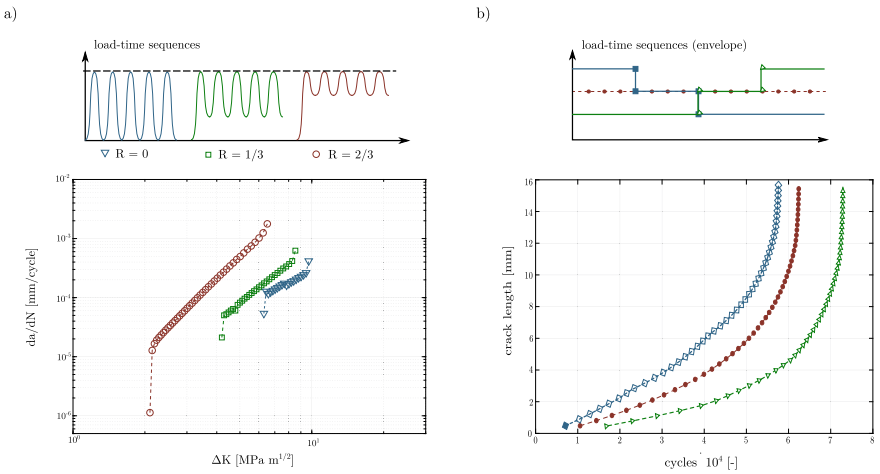 a)
load-time sequences
R = 0
R = 1/3
R = 2/3
10⁻²
10⁻³
10⁻⁴
10⁻⁵
10⁻⁶
10⁰
10¹
da/dN [mm/cycle]
ΔK [MPa m¹ᐟ²]
b)
load-time sequences (envelope)
16
14
12
10
8
6
4
2
0
0 1 2 3 4 5 6 7 8
crack length [mm]
cycles ˙ 10⁴ [-]